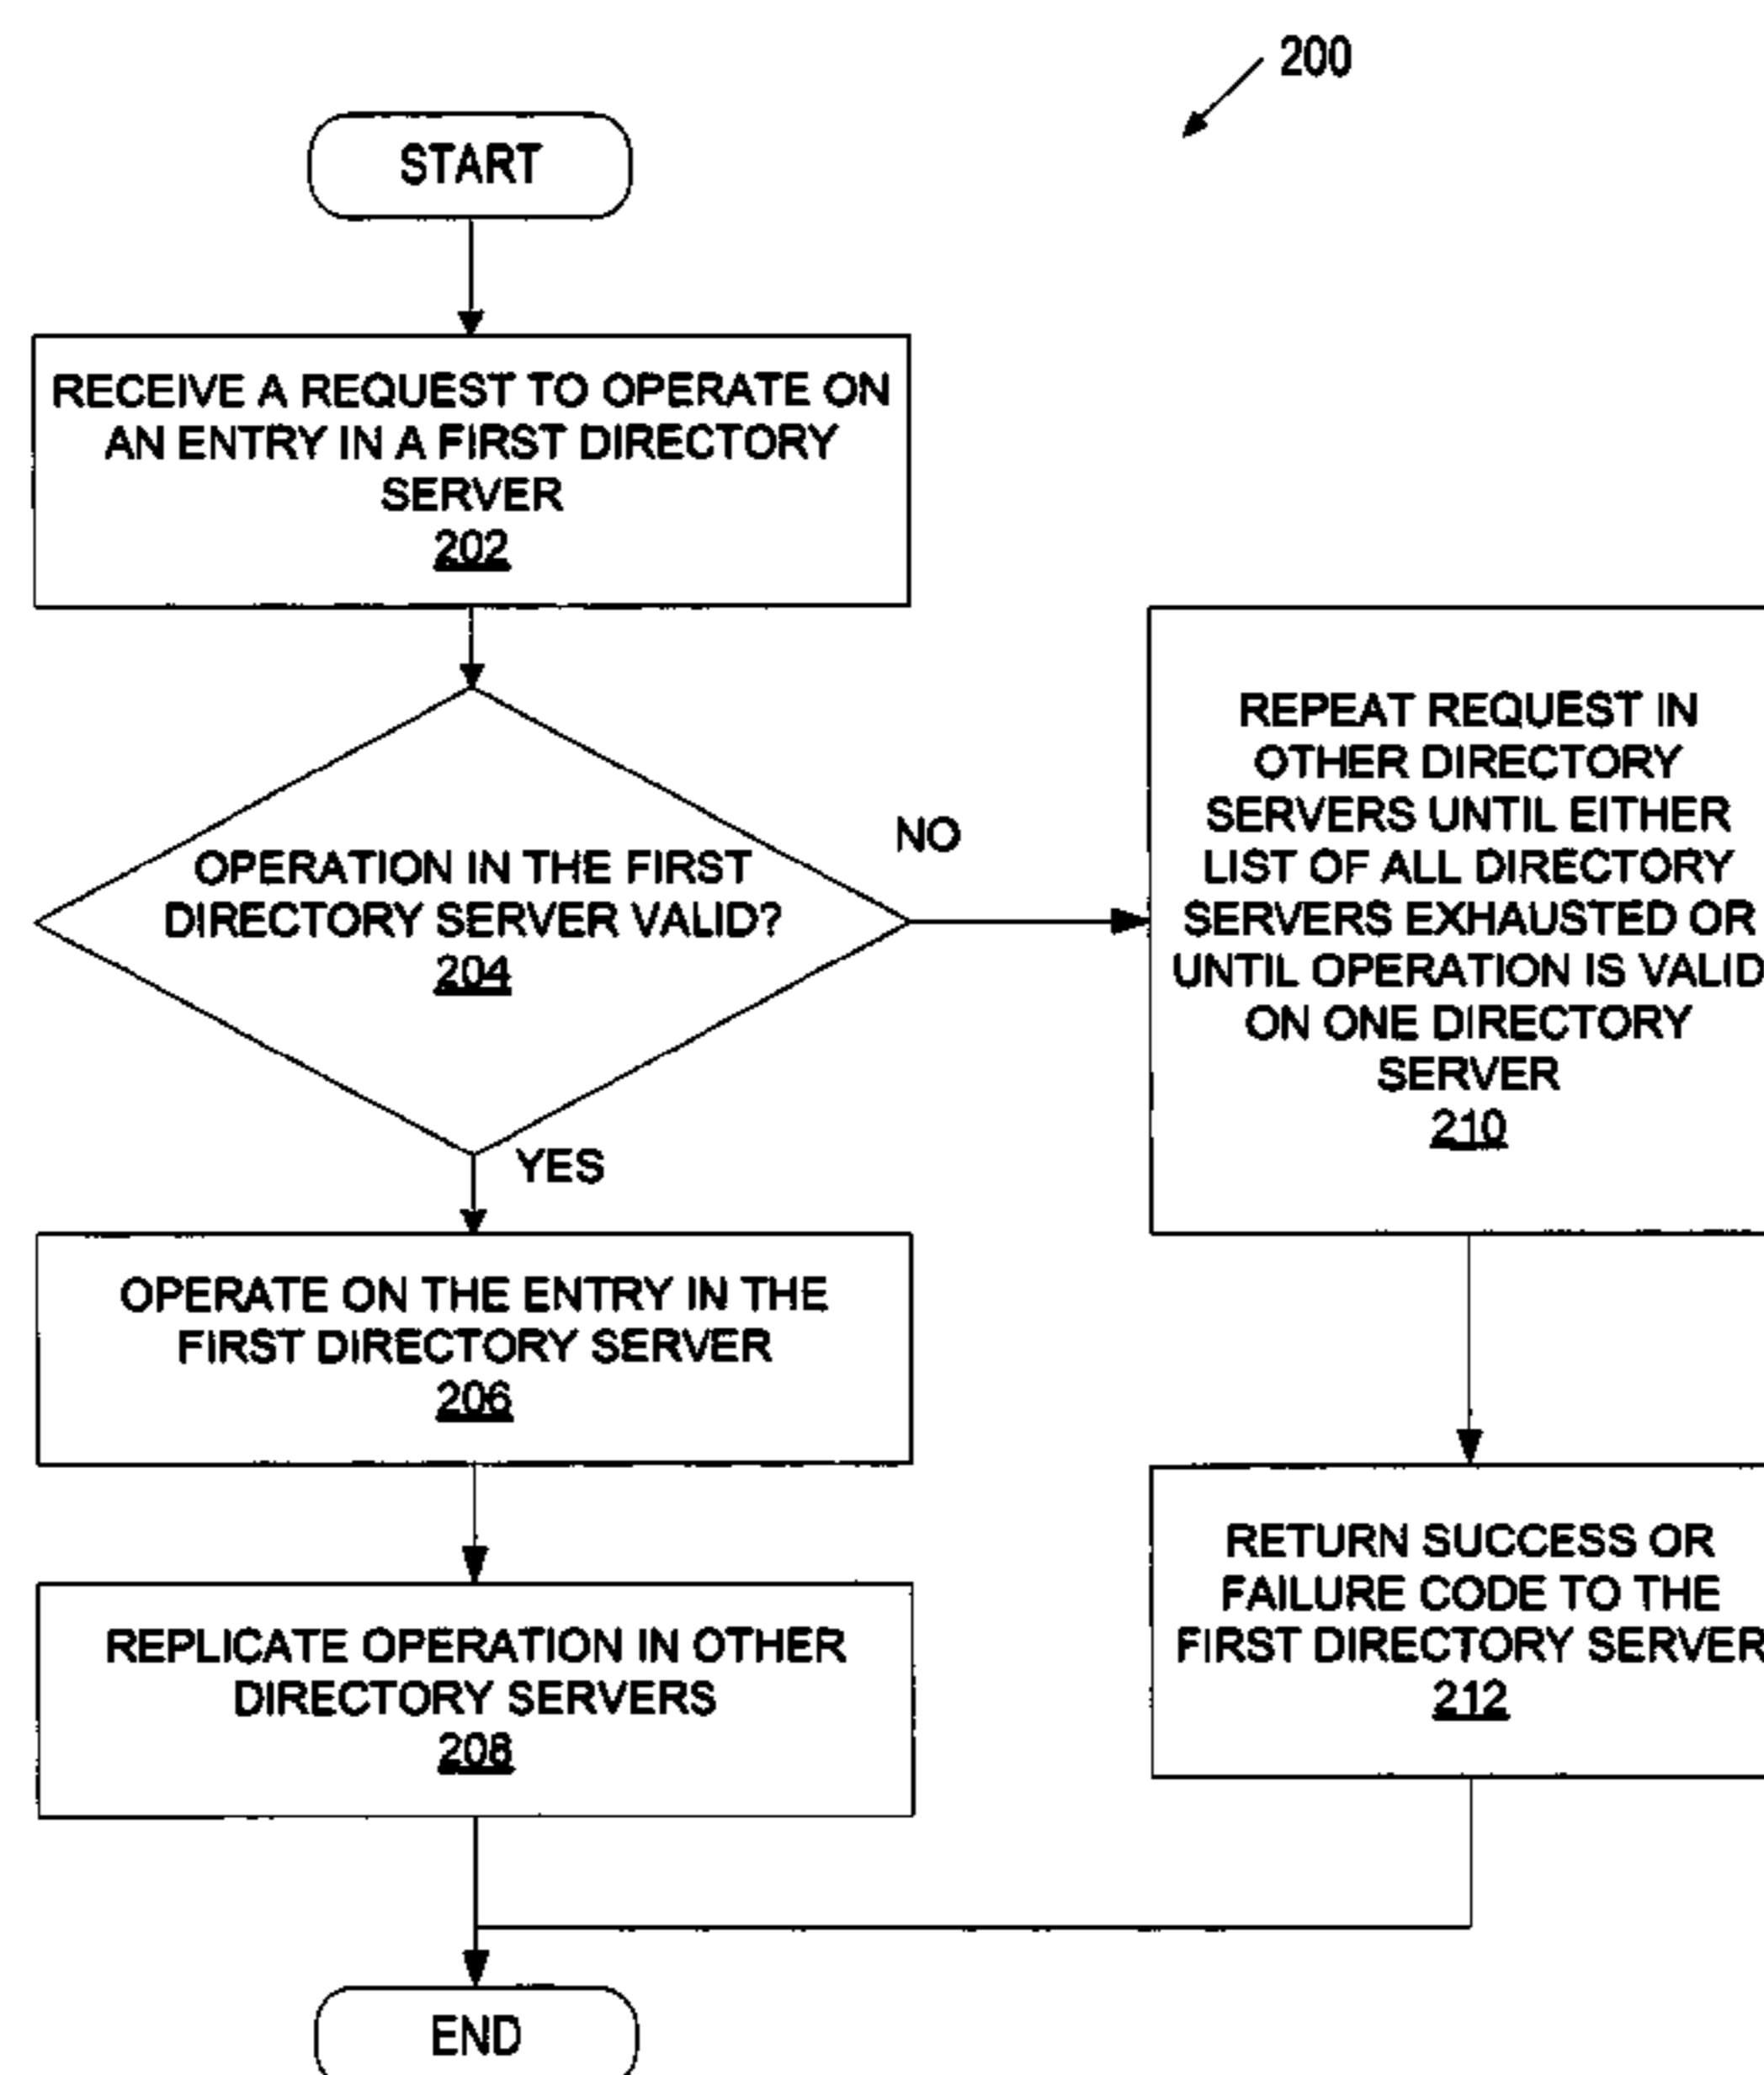 200
START
RECEIVE A REQUEST TO OPERATE ON
AN ENTRY IN A FIRST DIRECTORY
SERVER
202
OPERATION IN THE FIRST
DIRECTORY SERVER VALID?
204
NO
YES
REPEAT REQUEST IN
OTHER DIRECTORY
SERVERS UNTIL EITHER
LIST OF ALL DIRECTORY
SERVERS EXHAUSTED OR
UNTIL OPERATION IS VALID
ON ONE DIRECTORY
SERVER
210
OPERATE ON THE ENTRY IN THE
FIRST DIRECTORY SERVER
206
REPLICATE OPERATION IN OTHER
DIRECTORY SERVERS
208
RETURN SUCCESS OR
FAILURE CODE TO THE
FIRST DIRECTORY SERVER
212
END